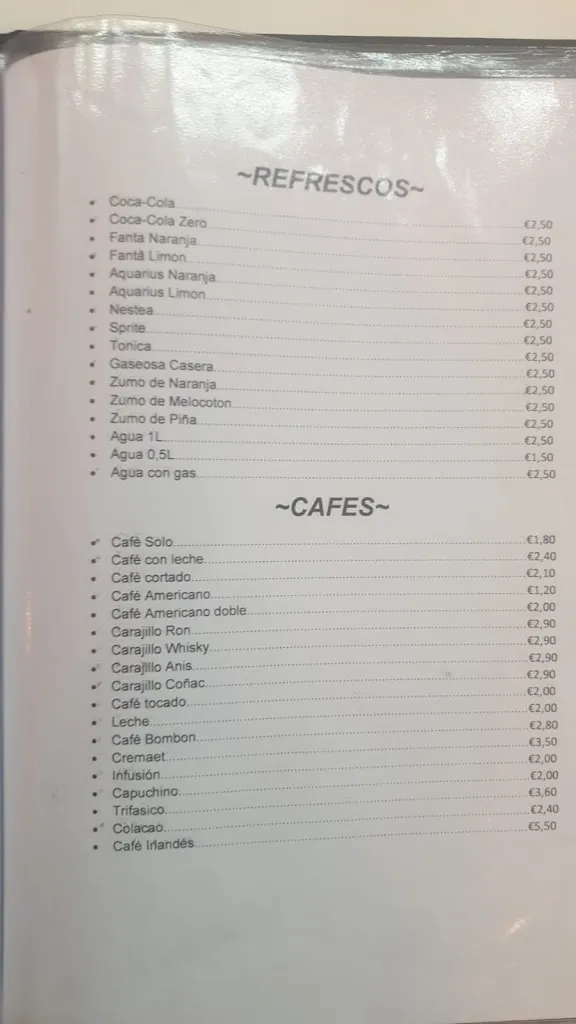 ~REFRESCOS~
• Coca-Cola........€2,50
• Coca-Cola Zero........€2,50
• Fanta Naranja........€2,50
• Fantā Limon........€2,50
• Aquarius Naranja........€2,50
• Aquarius Limon........€2,50
• Nestea........€2,50
• Sprite........€2,50
• Tonica........€2,50
• Gaseosa Casera........€2,50
• Zumo de Naranja........€2,50
• Zumo de Melocoton........€2,50
• Zumo de Piña........€2,50
• Agua 1L........€2,50
• Agua 0,5L........€1,50
• Agua con gas........€2,50
~CAFES~
• Cafè Solo........€1,80
• Café con leche........€2,40
• Cafè cortado........€2,10
• Café Americano........€1,20
• Café Americano doble........€2,00
• Carajillo Ron........€2,90
• Carajillo Whisky........€2,90
• Carajillo Anis........€2,90
• Carajillo Coñac........€2,90
• Café tocado........€2,00
• Leche........€2,00
• Café Bombon........€2,80
• Cremaet........€3,50
• Infusión........€2,00
• Capuchino........€2,00
• Trifasico........€3,60
• Colacao........€2,40
• Café Irlandés........€5,50